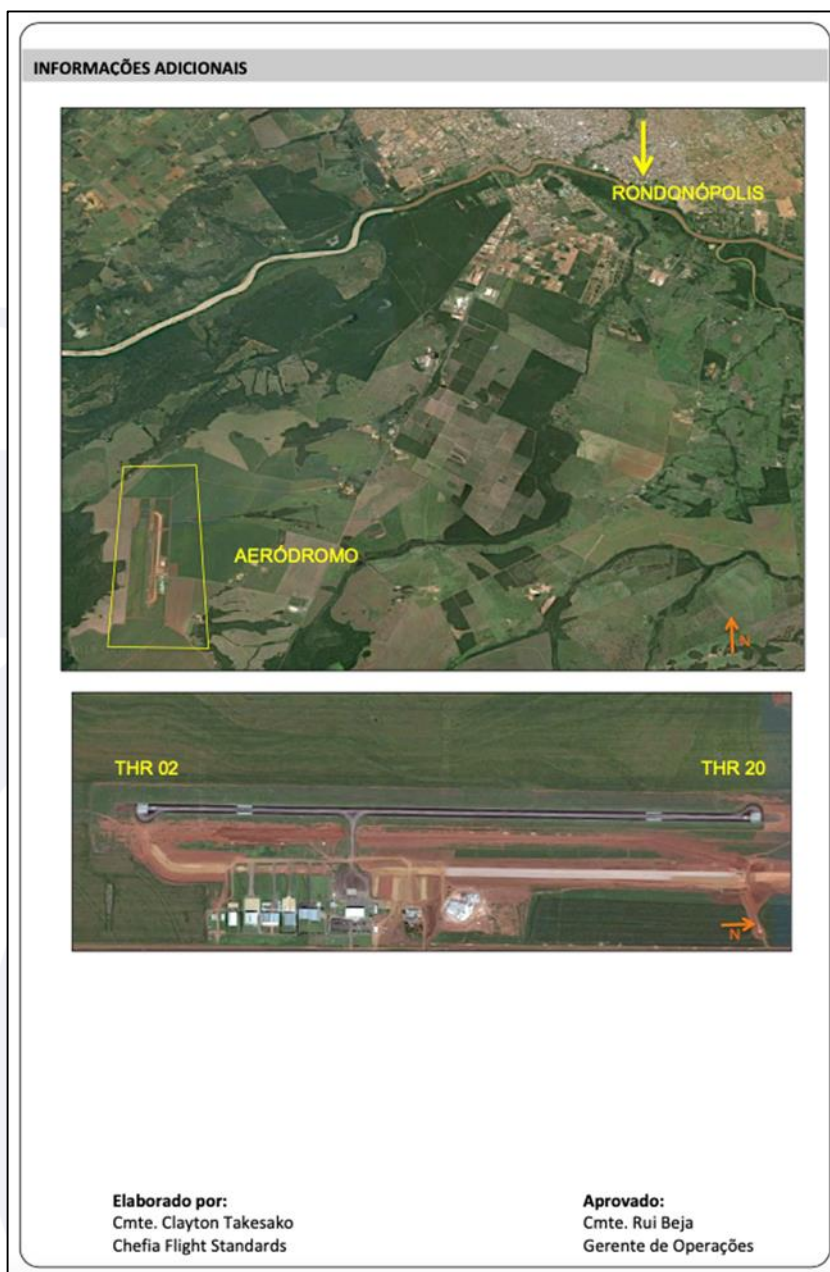 INFORMAÇÕES ADICIONAIS
RONDONÓPOLIS
AERÓDROMO
N
THR 02
THR 20
N
Elaborado por:
Cmte. Clayton Takesako
Chefia Flight Standards
Aprovado:
Cmte. Rui Beja
Gerente de Operações